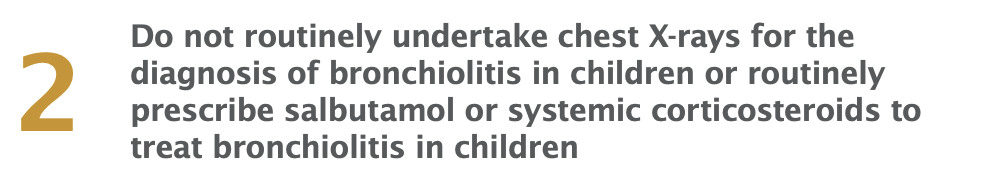 2
Do not routinely undertake chest X-rays for the
diagnosis of bronchiolitis in children or routinely
prescribe salbutamol or systemic corticosteroids to
treat bronchiolitis in children